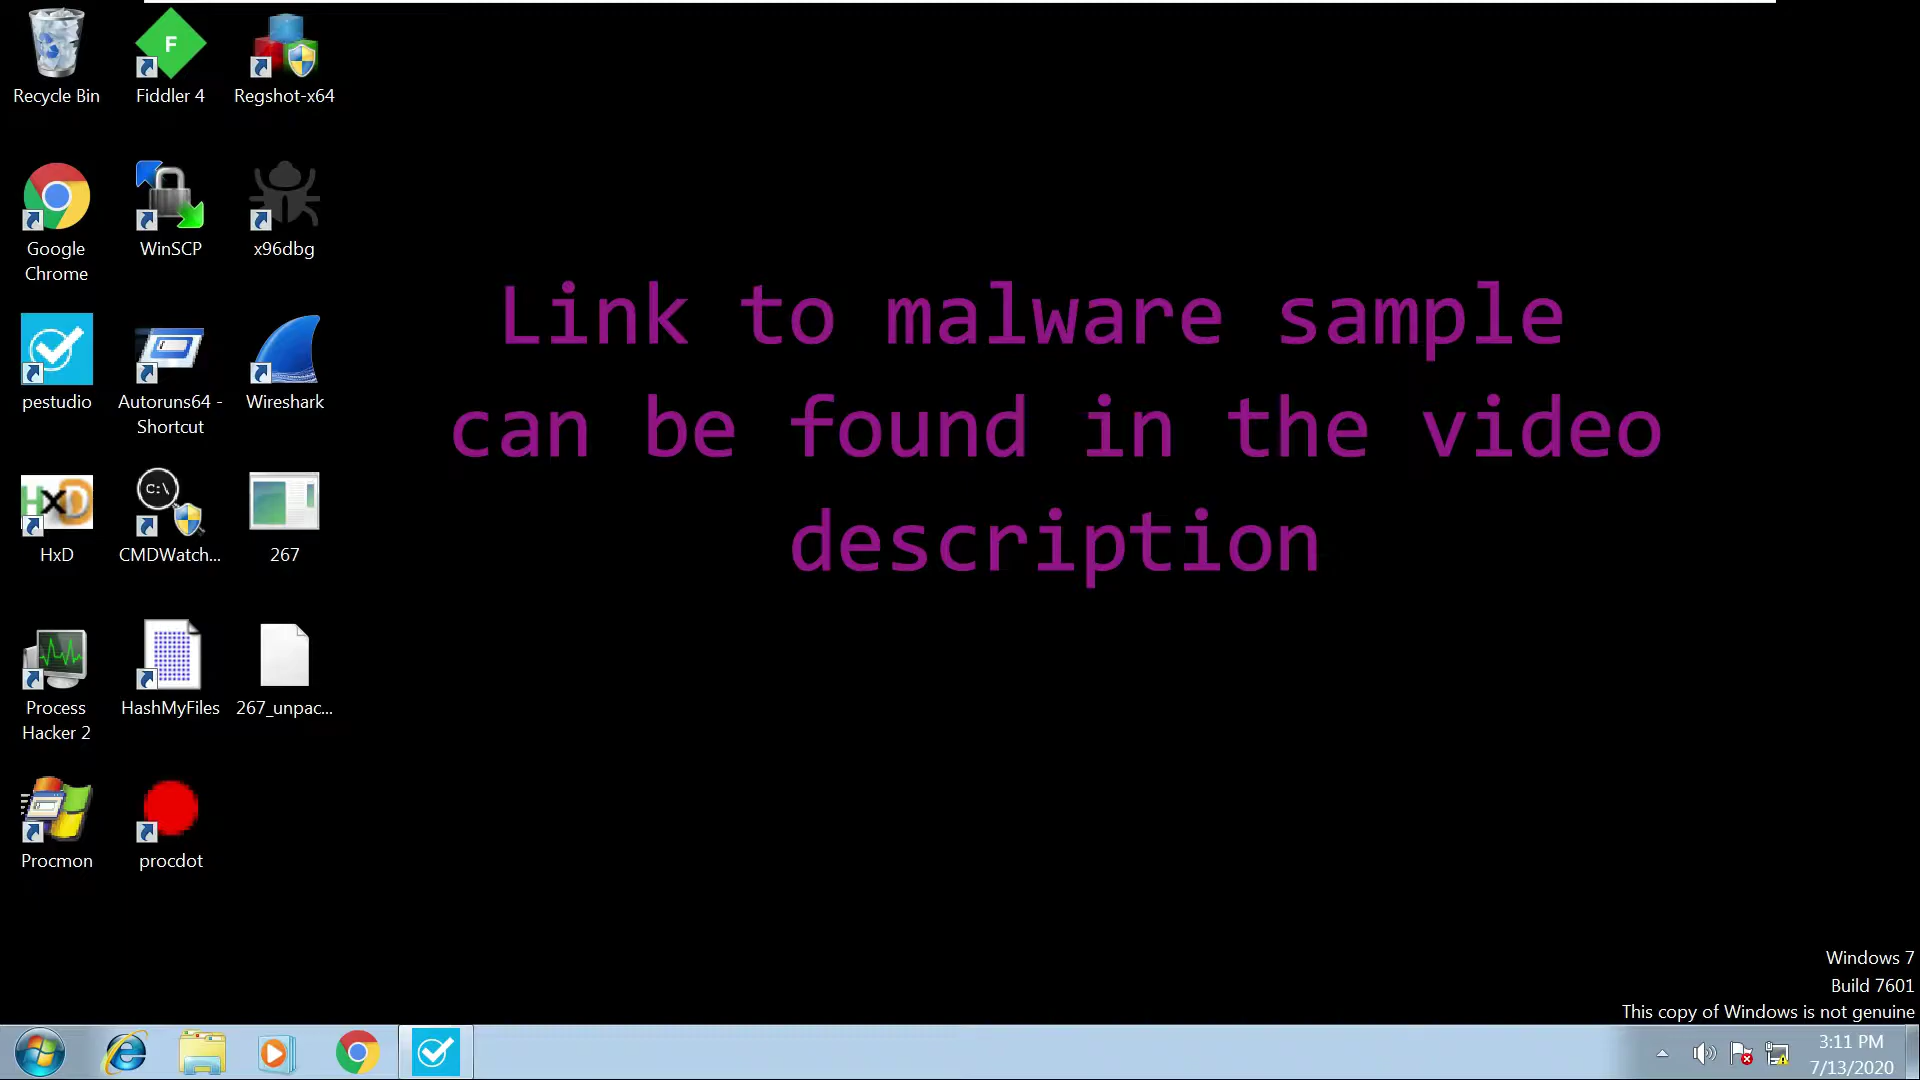 Recycle Bin
Fiddler 4
Regshot-x64
Google
Chrome
WinSCP
x96dbg
pestudio
Autoruns64 -
Shortcut
Wireshark
HxD
CMDWatch...
267
Process
Hacker 2
HashMyFiles
267_unpac...
Procmon
procdot
F
C:\
HxD
Link to malware sample
can be found in the video
description
Windows 7
Build 7601
This copy of Windows is not genuine
3:11 PM
7/13/2020